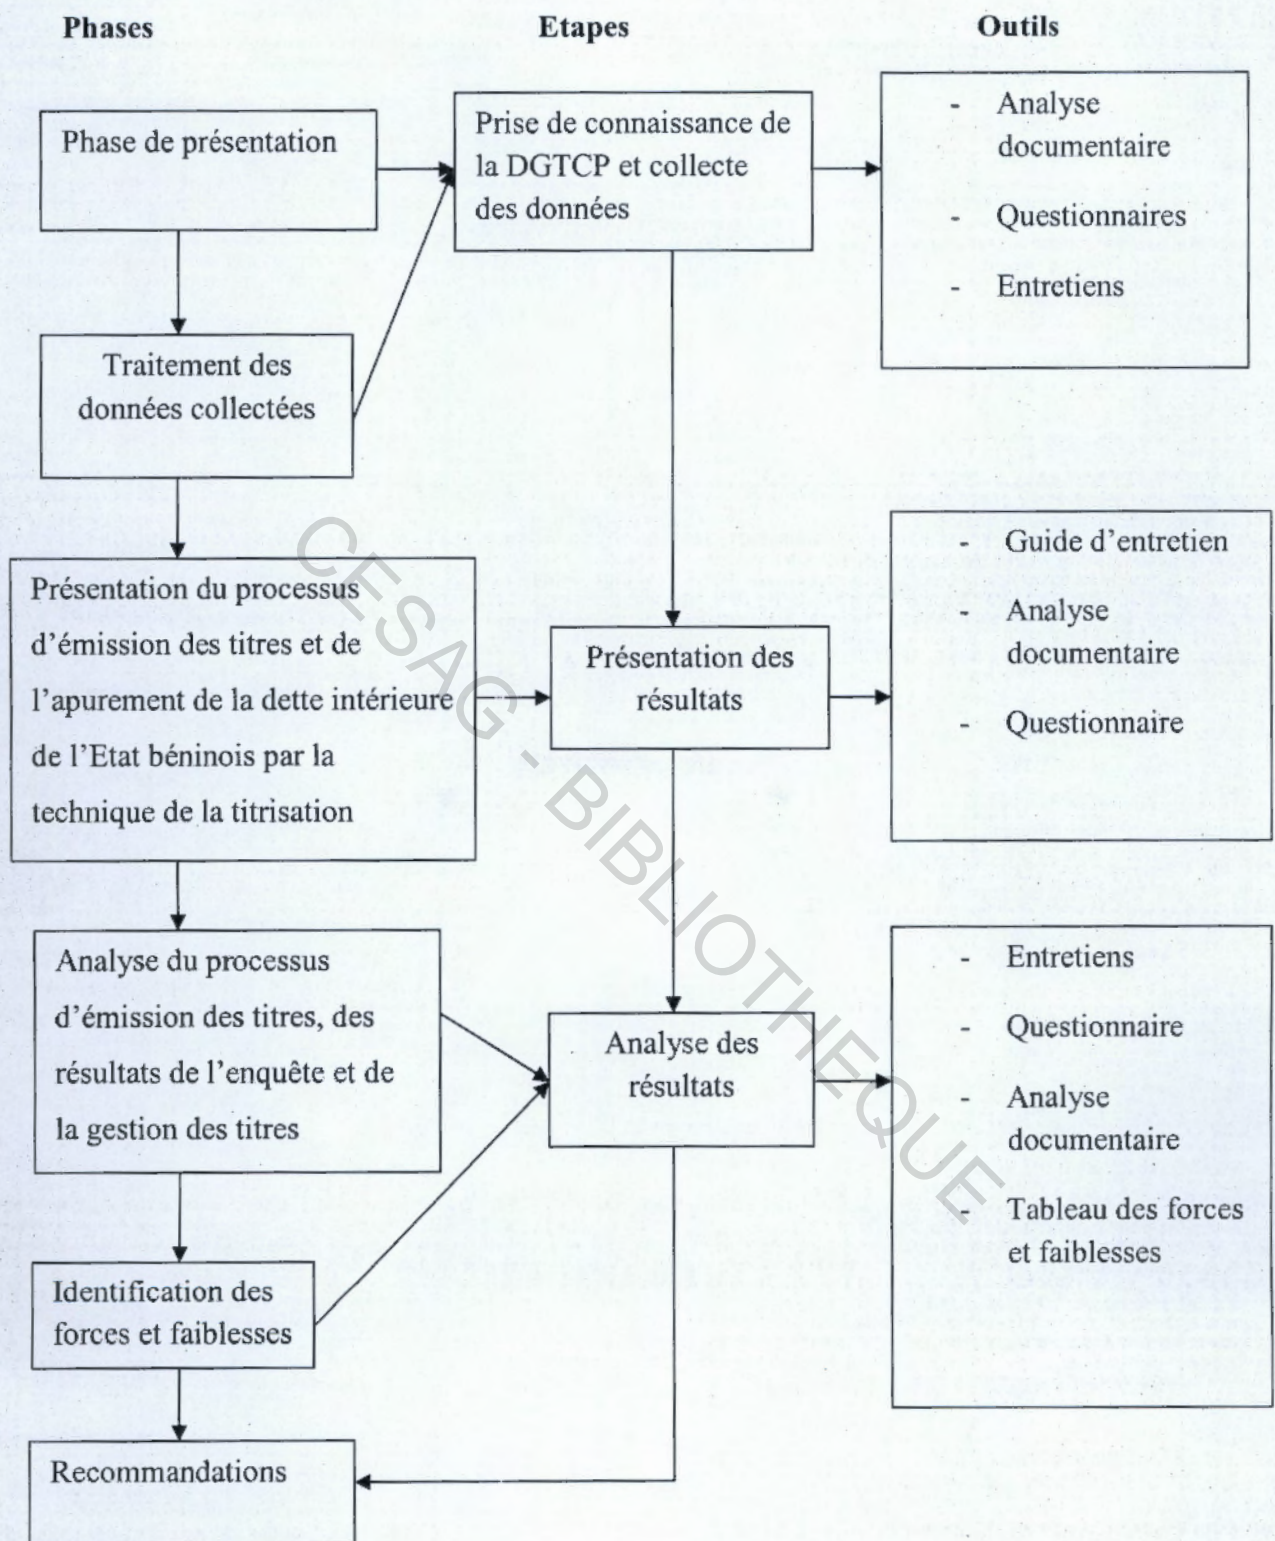 Phases
Etapes
Outils
Phase de présentation
Prise de connaissance de
la DGTCP et collecte
des données
- Analyse
documentaire
- Questionnaires
- Entretiens
Traitement des
données collectées
Présentation du processus
d'émission des titres et de
l'apurement de la dette intérieure
de l'Etat béninois par la
technique de la titrisation
Présentation des
résultats
- Guide d'entretien
- Analyse
documentaire
- Questionnaire
Analyse du processus
d'émission des titres, des
résultats de l'enquête et de
la gestion des titres
Analyse des
résultats
- Entretiens
- Questionnaire
- Analyse
documentaire
- Tableau des forces
et faiblesses
Identification des
forces et faiblesses
Recommandations
CESAG - BIBLIOTHEQUE